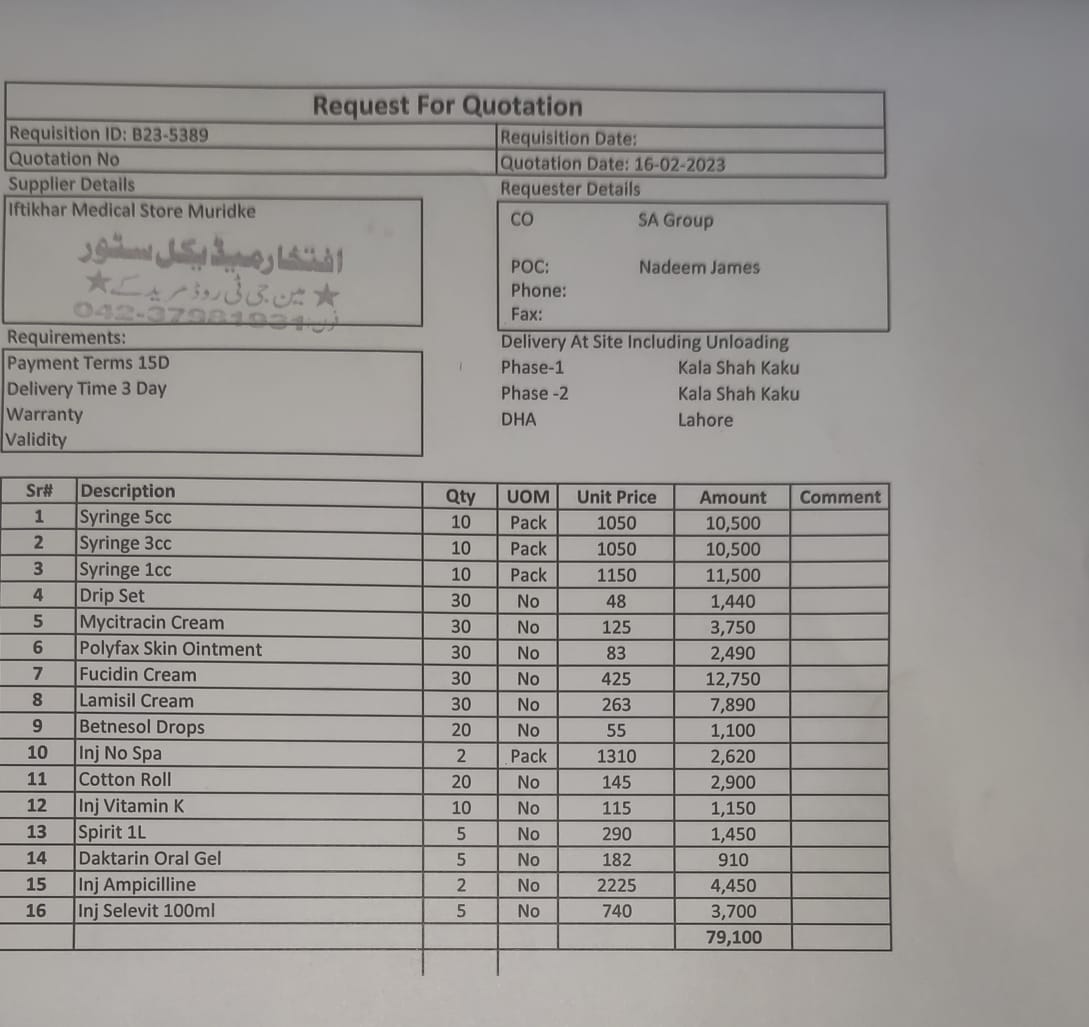 Request For Quotation
Requisition ID: B23-5389 Requisition Date:
Quotation No Quotation Date: 16-02-2023
Supplier Details Requester Details
Iftikhar Medical Store Muridke
افتخار میڈیکل سٹور
★ مین جی ٹی روڈ مریدکے ★
فون: 042-37981931
CO SA Group
POC: Nadeem James
Phone:
Fax:
Requirements:
Payment Terms 15D
Delivery Time 3 Day
Warranty
Validity
Delivery At Site Including Unloading
Phase-1 Kala Shah Kaku
Phase -2 Kala Shah Kaku
DHA Lahore
Sr# Description Qty UOM Unit Price Amount Comment
1 Syringe 5cc 10 Pack 1050 10,500
2 Syringe 3cc 10 Pack 1050 10,500
3 Syringe 1cc 10 Pack 1150 11,500
4 Drip Set 30 No 48 1,440
5 Mycitracin Cream 30 No 125 3,750
6 Polyfax Skin Ointment 30 No 83 2,490
7 Fucidin Cream 30 No 425 12,750
8 Lamisil Cream 30 No 263 7,890
9 Betnesol Drops 20 No 55 1,100
10 Inj No Spa 2 Pack 1310 2,620
11 Cotton Roll 20 No 145 2,900
12 Inj Vitamin K 10 No 115 1,150
13 Spirit 1L 5 No 290 1,450
14 Daktarin Oral Gel 5 No 182 910
15 Inj Ampicilline 2 No 2225 4,450
16 Inj Selevit 100ml 5 No 740 3,700
79,100